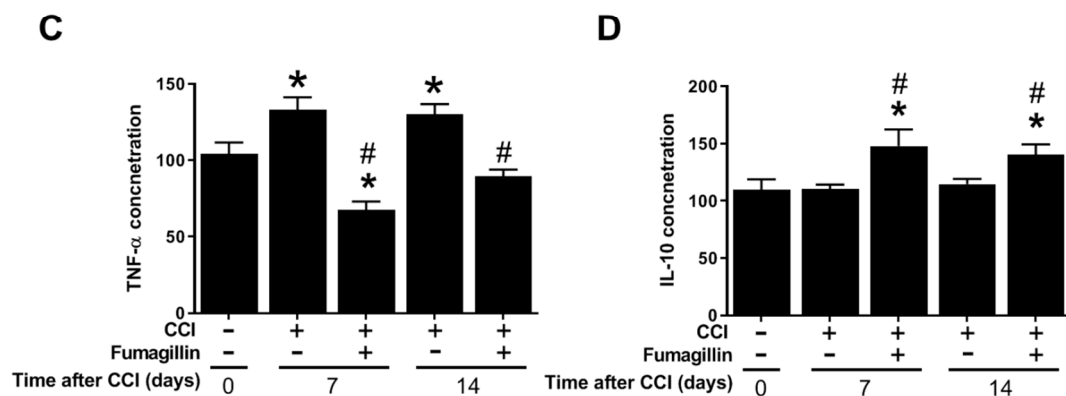 C
TNF-α concnetration
150
100
50
0
*
*
#
*
*
#
CCI - + + + +
Fumagillin - - + - +
Time after CCI (days) 0 7 14
D
IL-10 concnetration
200
150
100
50
0
#
*
#
*
CCI - + + + +
Fumagillin - - + - +
Time after CCI (days) 0 7 14